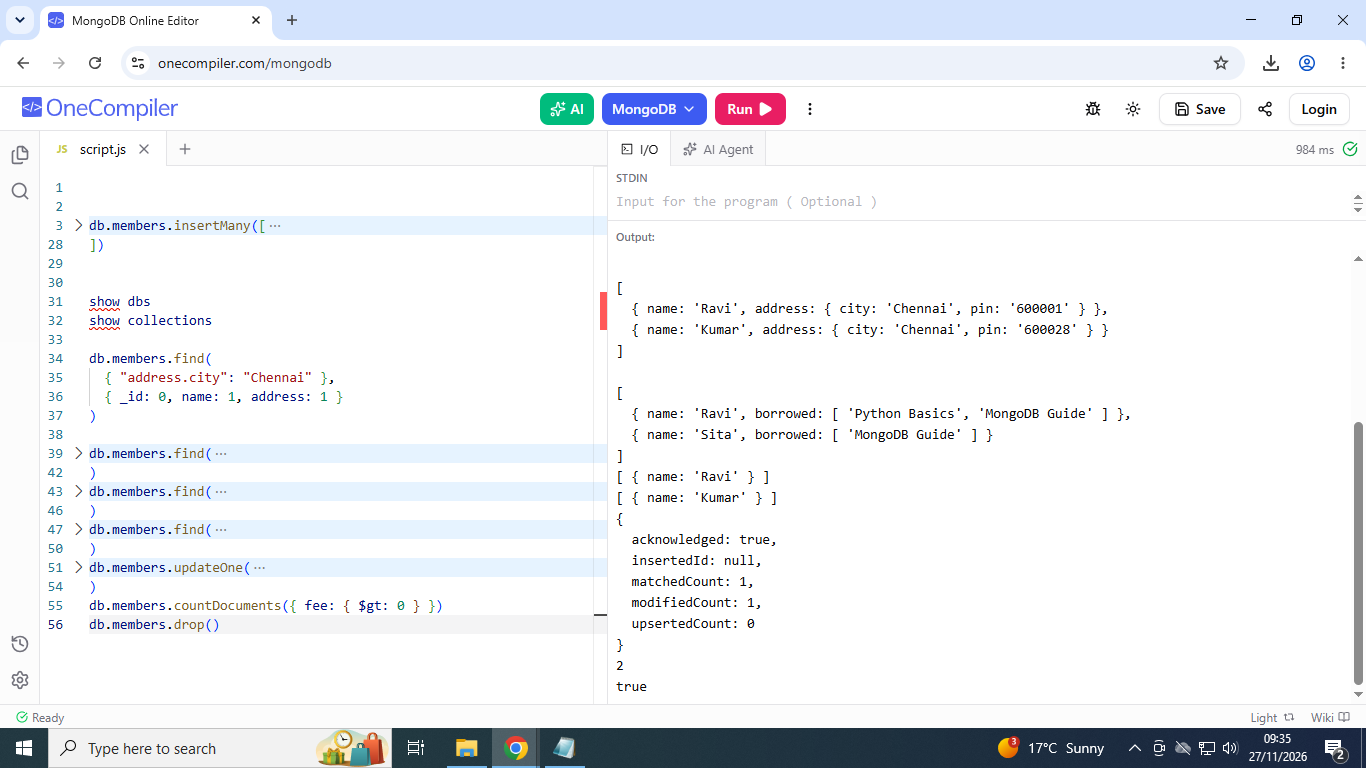 MongoDB Online Editor
onecompiler.com/mongodb
</> OneCompiler
AI
MongoDB
Run
Save
Login
JS script.js
I/O
AI Agent
984 ms
1
2
3 db.members.insertMany([ ···
28 ])
29
30
31 show dbs
32 show collections
33
34 db.members.find(
35 { "address.city": "Chennai" },
36 { _id: 0, name: 1, address: 1 }
37 )
38
39 db.members.find( ···
42 )
43 db.members.find( ···
46 )
47 db.members.find( ···
50 )
51 db.members.updateOne( ···
54 )
55 db.members.countDocuments({ fee: { $gt: 0 } })
56 db.members.drop()
STDIN
Input for the program ( Optional )
Output:
[
{ name: 'Ravi', address: { city: 'Chennai', pin: '600001' } },
{ name: 'Kumar', address: { city: 'Chennai', pin: '600028' } }
]
[
{ name: 'Ravi', borrowed: [ 'Python Basics', 'MongoDB Guide' ] },
{ name: 'Sita', borrowed: [ 'MongoDB Guide' ] }
]
[ { name: 'Ravi' } ]
[ { name: 'Kumar' } ]
{
acknowledged: true,
insertedId: null,
matchedCount: 1,
modifiedCount: 1,
upsertedCount: 0
}
2
true
Ready
Light
Wiki
Type here to search
3
17°C Sunny
09:35
27/11/2026
2